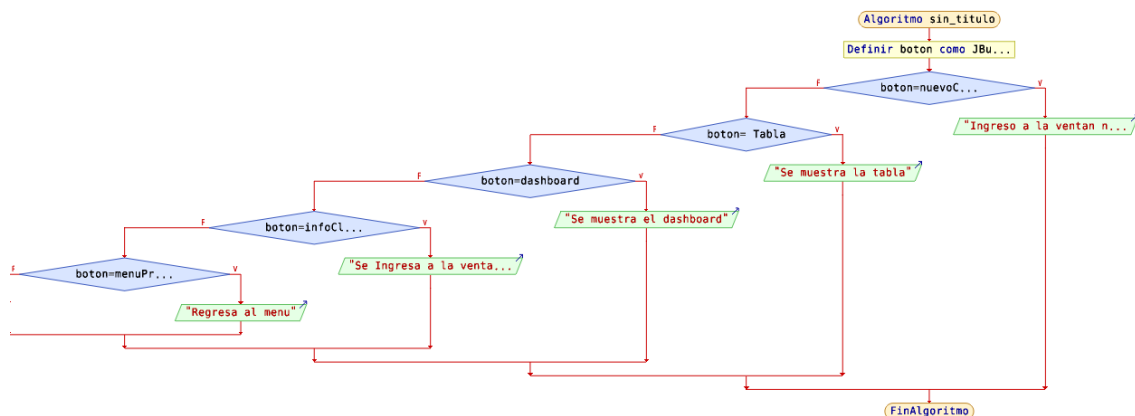 Algoritmo sin_titulo
Definir boton como JBu...
boton=nuevoC...
F
V
"Ingreso a la ventan n...
boton= Tabla
F
V
"Se muestra la tabla"
boton=dashboard
F
V
"Se muestra el dashboard"
boton=infoCl...
F
V
"Se Ingresa a la venta...
boton=menuPr...
F
V
"Regresa al menu"
FinAlgoritmo